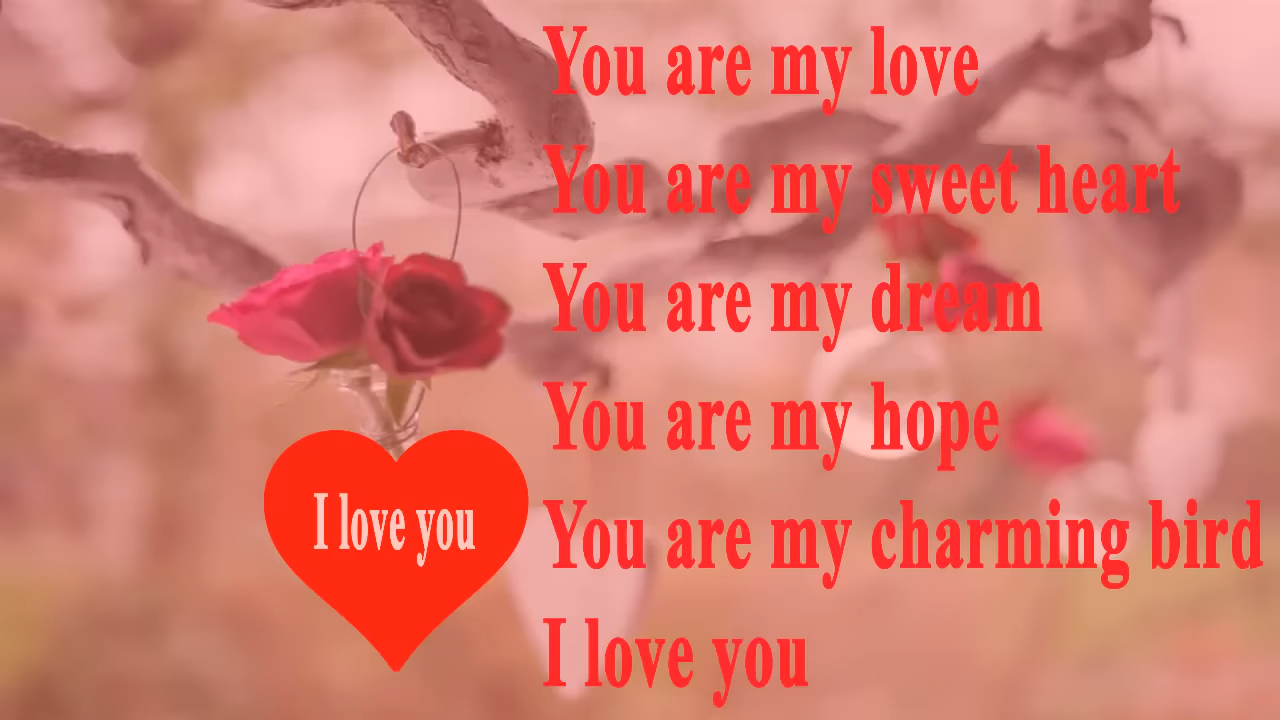 You are my love
You are my sweet heart
You are my dream
You are my hope
You are my charming bird
I love you
I love you